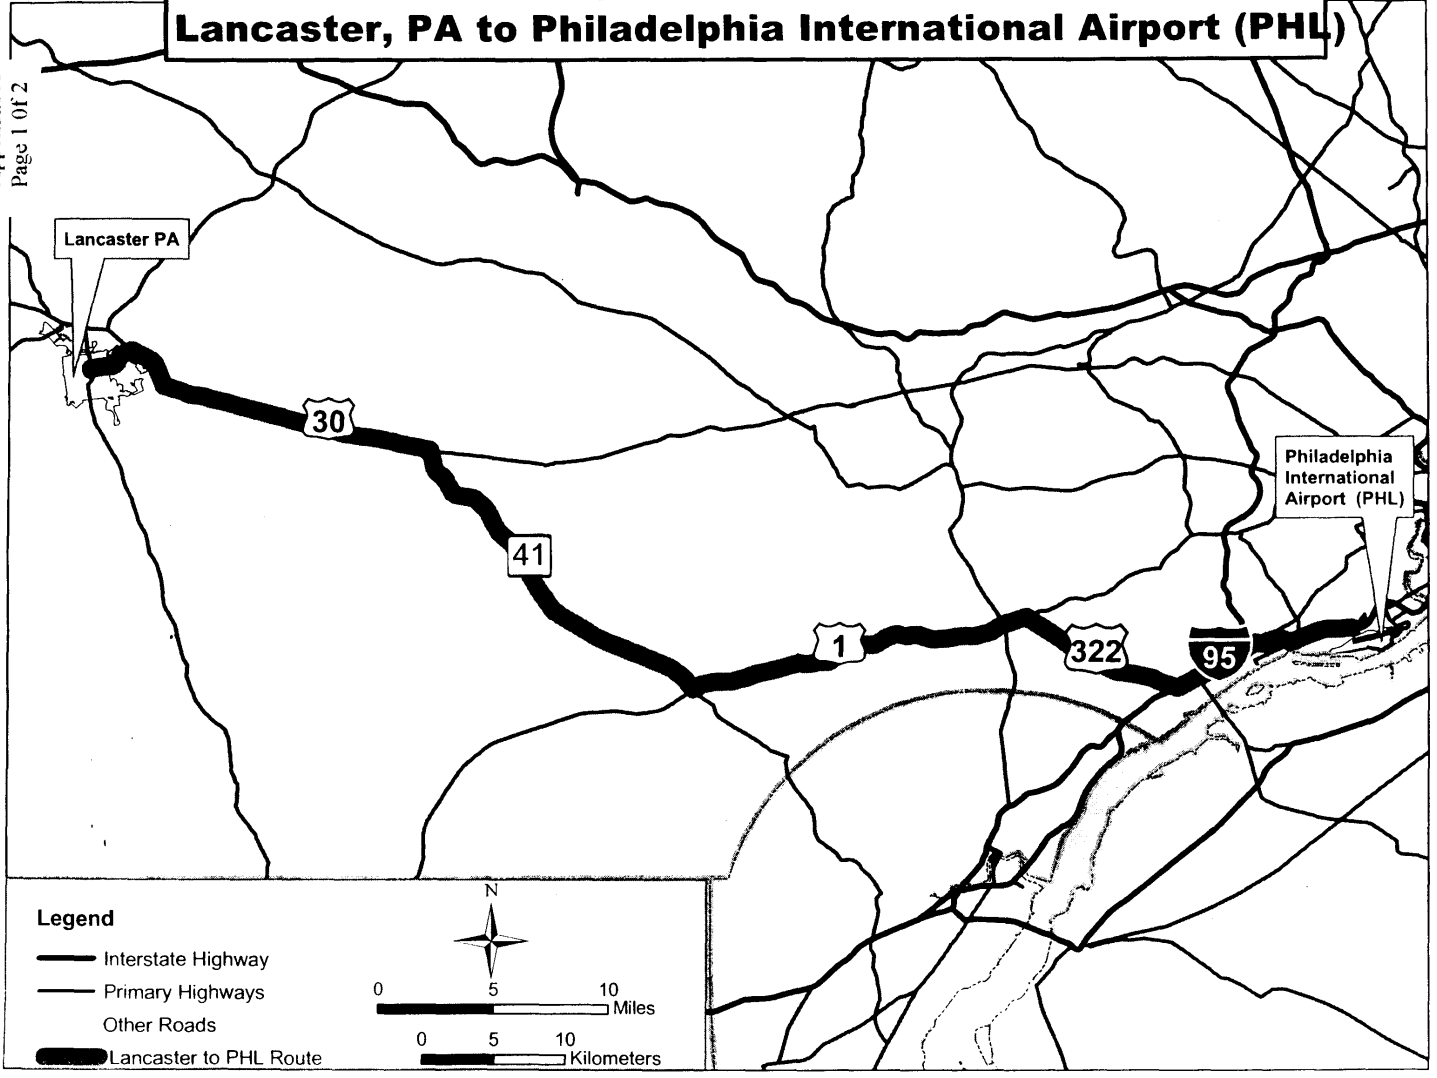 Lancaster, PA to Philadelphia International Airport (PHL)
Page 1 0f 2
Lancaster PA
30
41
1
322
95
Philadelphia
International
Airport (PHL)
Legend
Interstate Highway
Primary Highways
Other Roads
Lancaster to PHL Route
N
0 5 10
Miles
0 5 10
Kilometers